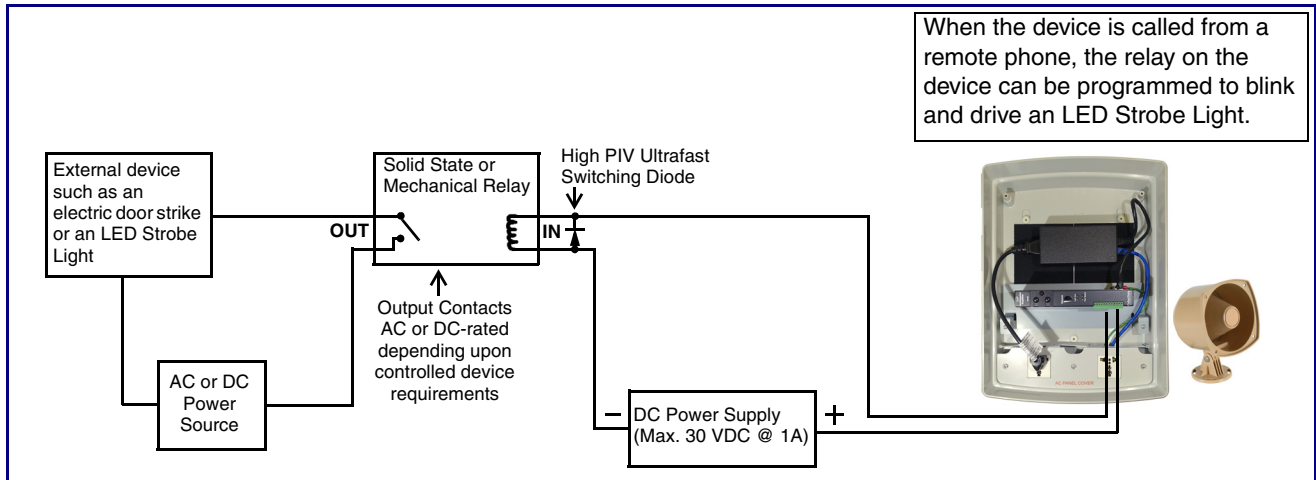 When the device is called from a
remote phone, the relay on the
device can be programmed to blink
and drive an LED Strobe Light.
External device
such as an
electric door strike
or an LED Strobe
Light
Solid State or
Mechanical Relay
High PIV Ultrafast
Switching Diode
OUT
IN
Output Contacts
AC or DC-rated
depending upon
controlled device
requirements
AC or DC
Power
Source
–
DC Power Supply
(Max. 30 VDC @ 1A)
+
AC PANEL COVER